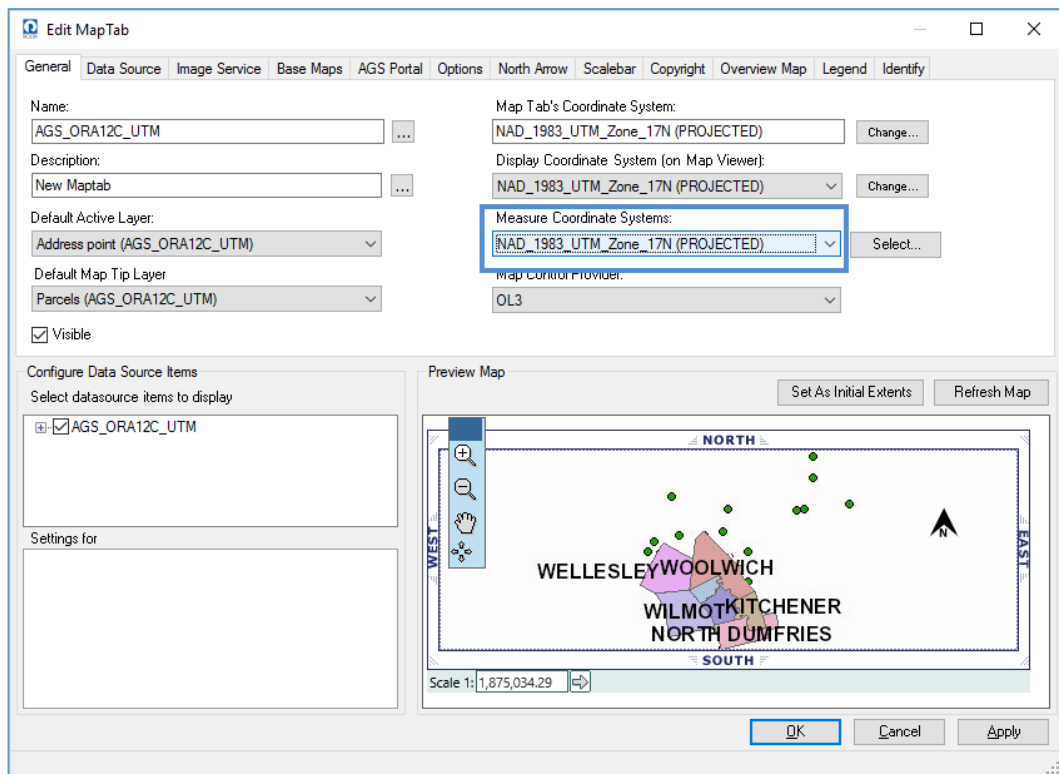 Edit MapTab
General Data Source Image Service Base Maps AGS Portal Options North Arrow Scalebar Copyright Overview Map Legend Identify
Name:
AGS_ORA12C_UTM
...
Description:
New Maptab
...
Default Active Layer:
Address point (AGS_ORA12C_UTM)
Default Map Tip Layer
Parcels (AGS_ORA12C_UTM)
Visible
Map Tab's Coordinate System:
NAD_1983_UTM_Zone_17N (PROJECTED)
Change...
Display Coordinate System (on Map Viewer):
NAD_1983_UTM_Zone_17N (PROJECTED)
Change...
Measure Coordinate Systems:
NAD_1983_UTM_Zone_17N (PROJECTED)
Select...
Map Control Provider:
OL3
Configure Data Source Items
Select datasource items to display
AGS_ORA12C_UTM
Settings for
Preview Map
Set As Initial Extents
Refresh Map
NORTH
WEST
EAST
N
WELLESLEY WOOLWICH
WILMOT KITCHENER
NORTH DUMFRIES
SOUTH
Scale 1: 1,875,034.29
OK Cancel Apply